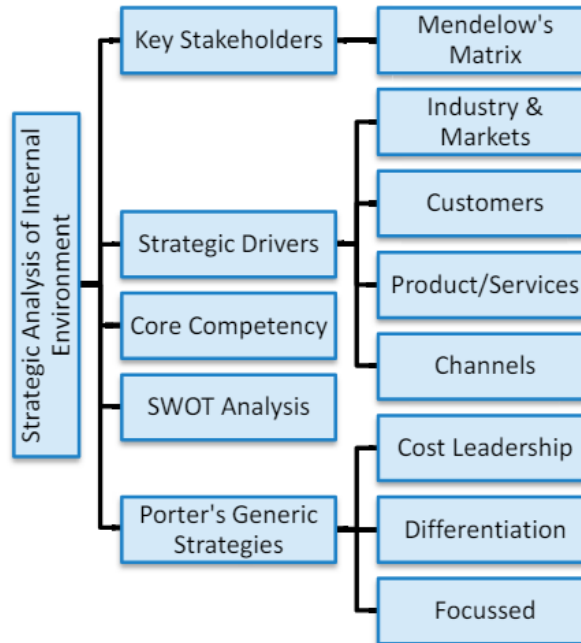 Strategic Analysis of Internal
Environment
Key Stakeholders
Mendelow's
Matrix
Strategic Drivers
Industry &
Markets
Customers
Product/Services
Channels
Core Competency
SWOT Analysis
Porter's Generic
Strategies
Cost Leadership
Differentiation
Focussed